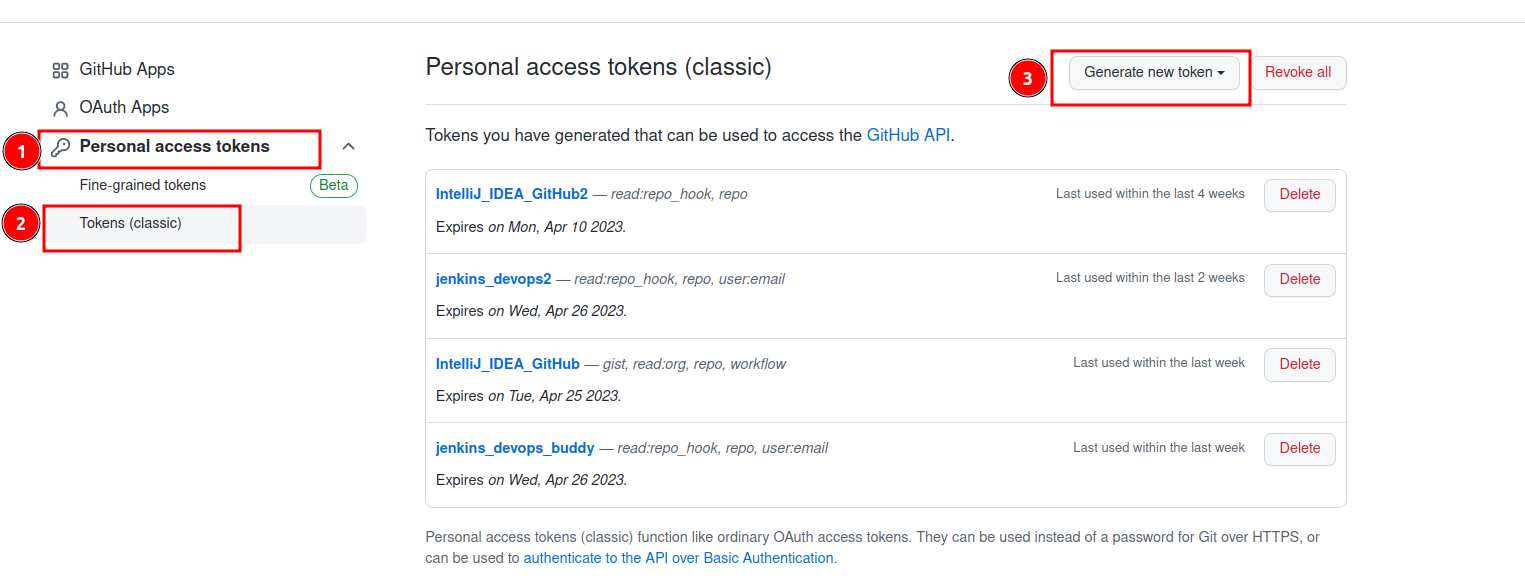 GitHub Apps
OAuth Apps
1
Personal access tokens
Fine-grained tokens Beta
2
Tokens (classic)
Personal access tokens (classic)
3
Generate new token
Revoke all
Tokens you have generated that can be used to access the GitHub API.
IntelliJ_IDEA_GitHub2 — read:repo_hook, repo Last used within the last 4 weeks Delete
Expires on Mon, Apr 10 2023.
jenkins_devops2 — read:repo_hook, repo, user:email Last used within the last 2 weeks Delete
Expires on Wed, Apr 26 2023.
IntelliJ_IDEA_GitHub — gist, read:org, repo, workflow Last used within the last week Delete
Expires on Tue, Apr 25 2023.
jenkins_devops_buddy — read:repo_hook, repo, user:email Last used within the last week Delete
Expires on Wed, Apr 26 2023.
Personal access tokens (classic) function like ordinary OAuth access tokens. They can be used instead of a password for Git over HTTPS, or
can be used to authenticate to the API over Basic Authentication.